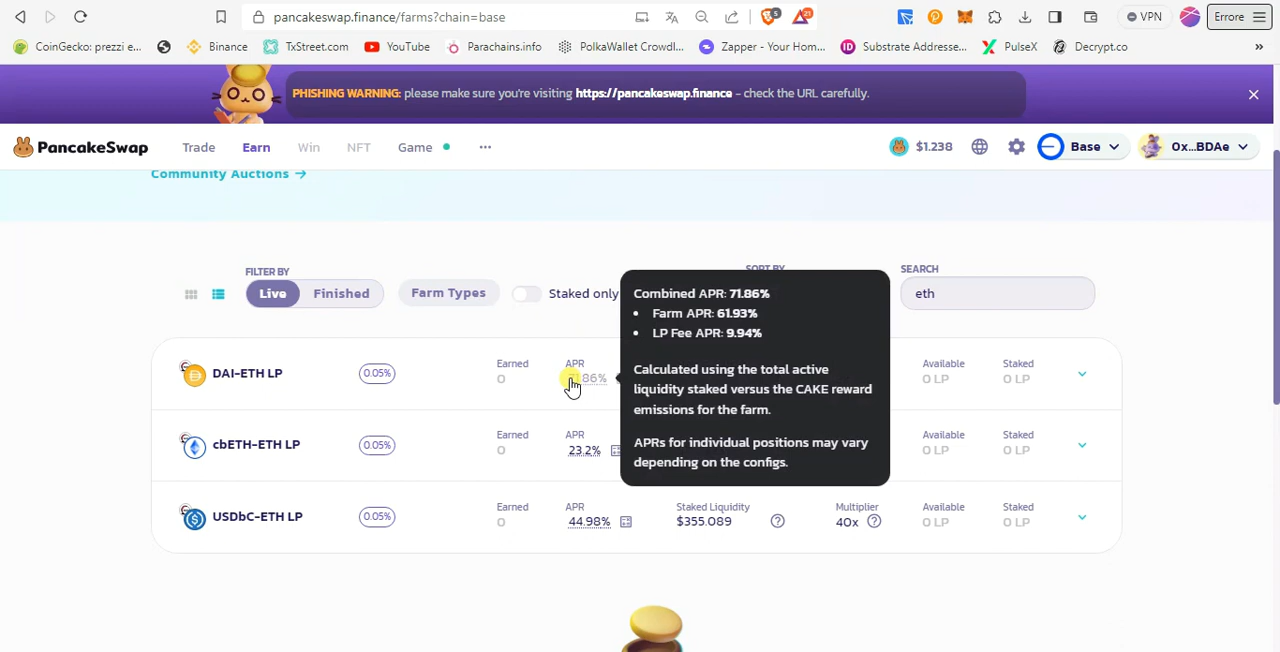 pancakeswap.finance/farms?chain=base
5
21
VPN
Errore
CoinGecko: prezzi e...
Binance
TxStreet.com
YouTube
Parachains.info
PolkaWallet Crowdl...
Zapper - Your Hom...
Substrate Addresse...
PulseX
Decrypt.co
»
PHISHING WARNING: please make sure you're visiting https://pancakeswap.finance - check the URL carefully.
PancakeSwap
Trade
Earn
Win
NFT
Game
$1.238
Base
0x...BDAe
Community Auctions →
FILTER BY
SORT BY
SEARCH
Live
Finished
Farm Types
Staked only
eth
Combined APR: 71.86%
• Farm APR: 61.93%
• LP Fee APR: 9.94%
Calculated using the total active
liquidity staked versus the CAKE reward
emissions for the farm.
APRs for individual positions may vary
depending on the configs.
DAI-ETH LP
0.05%
Earned
0
APR
71.86%
Available
0 LP
Staked
0 LP
cbETH-ETH LP
0.05%
Earned
0
APR
23.2%
Available
0 LP
Staked
0 LP
USDbC-ETH LP
0.05%
Earned
0
APR
44.98%
Staked Liquidity
$355.089
Multiplier
40x
Available
0 LP
Staked
0 LP